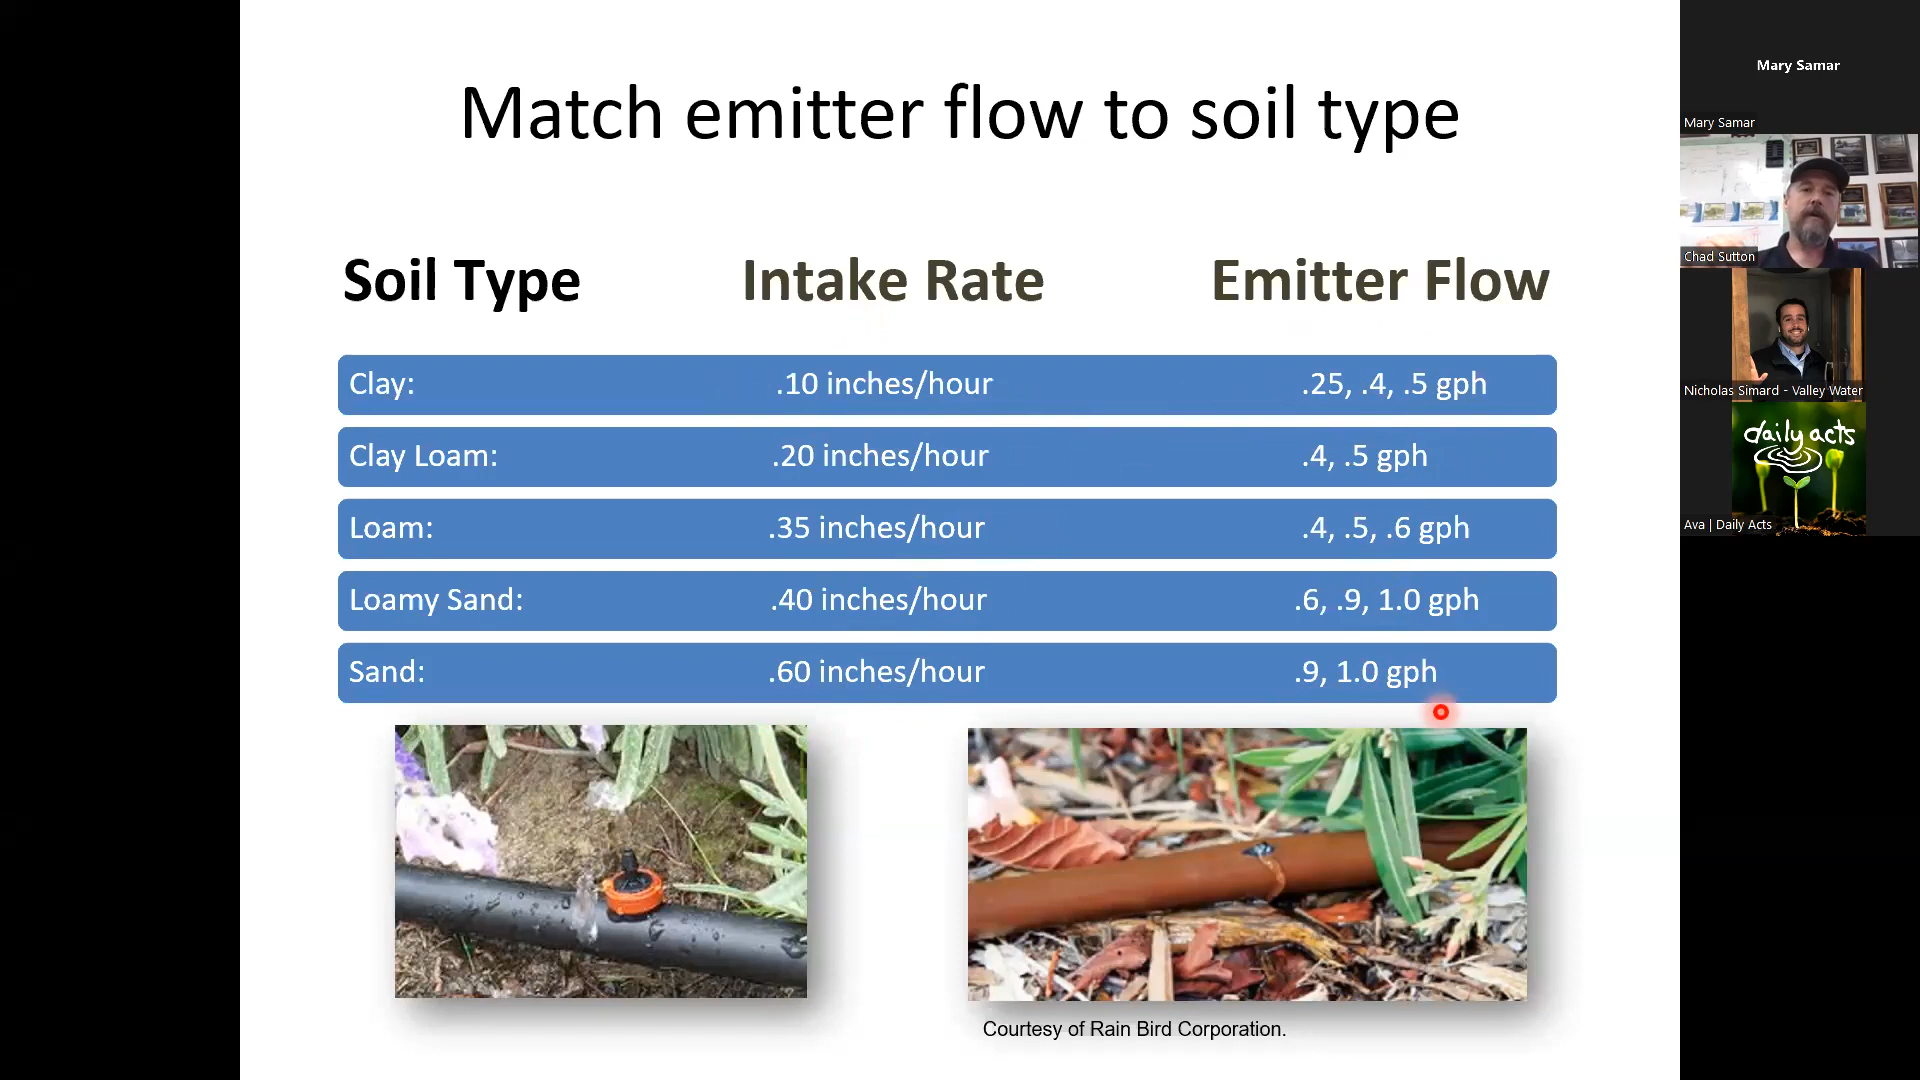 Match emitter flow to soil type
Soil Type Intake Rate Emitter Flow
Clay: .10 inches/hour .25, .4, .5 gph
Clay Loam: .20 inches/hour .4, .5 gph
Loam: .35 inches/hour .4, .5, .6 gph
Loamy Sand: .40 inches/hour .6, .9, 1.0 gph
Sand: .60 inches/hour .9, 1.0 gph
Courtesy of Rain Bird Corporation.
Mary Samar
Mary Samar
Chad Sutton
Nicholas Simard - Valley Water
daily acts
Ava | Daily Acts